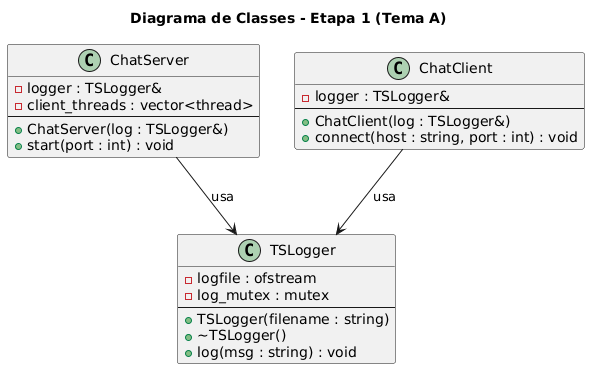 Diagrama de Classes - Etapa 1 (Tema A)
C ChatServer
logger : TSLogger&
client_threads : vector<thread>
ChatServer(log : TSLogger&)
start(port : int) : void
C ChatClient
logger : TSLogger&
ChatClient(log : TSLogger&)
connect(host : string, port : int) : void
usa
usa
C TSLogger
logfile : ofstream
log_mutex : mutex
TSLogger(filename : string)
~TSLogger()
log(msg : string) : void